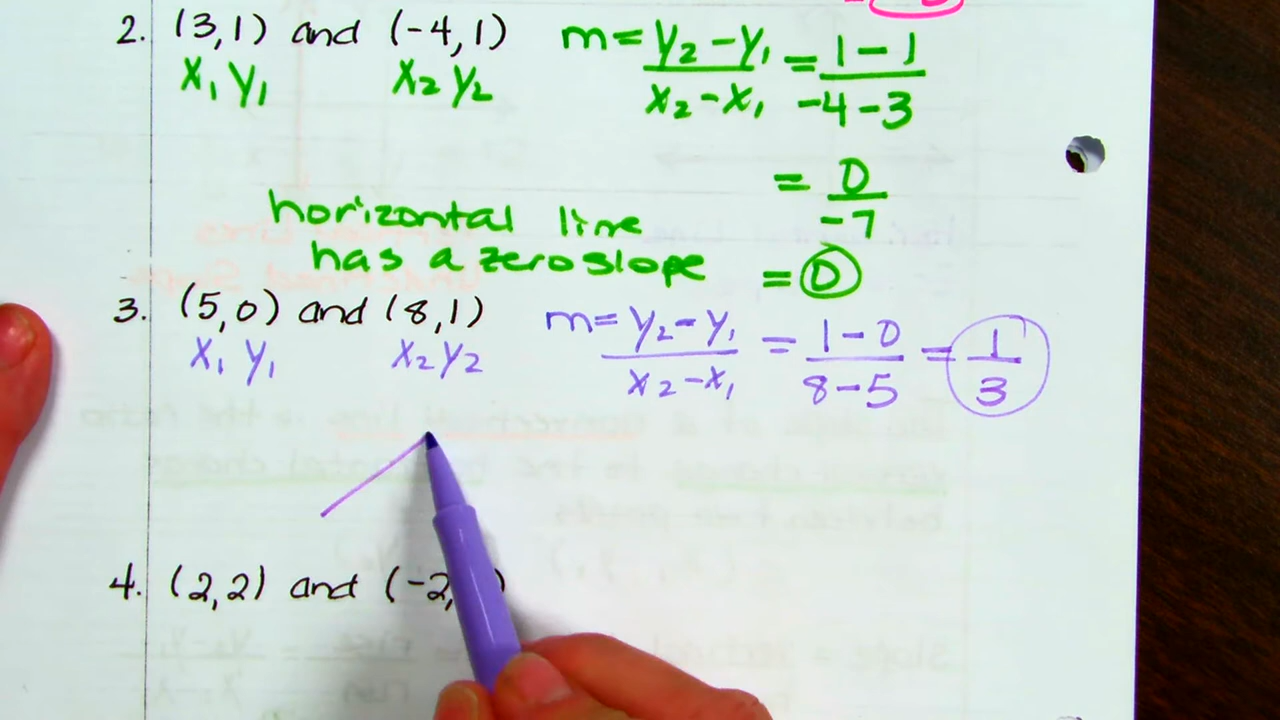 2. (3,1) and (-4,1) m = y₂-y₁ / x₂-x₁ = 1-1 / -4-3
x₁ y₁ x₂ y₂
= 0 / -7
horizontal line
has a zero slope = 0
3. (5,0) and (8,1) m = y₂-y₁ / x₂-x₁ = 1-0 / 8-5 = 1 / 3
x₁ y₁ x₂ y₂
4. (2,2) and (-2,